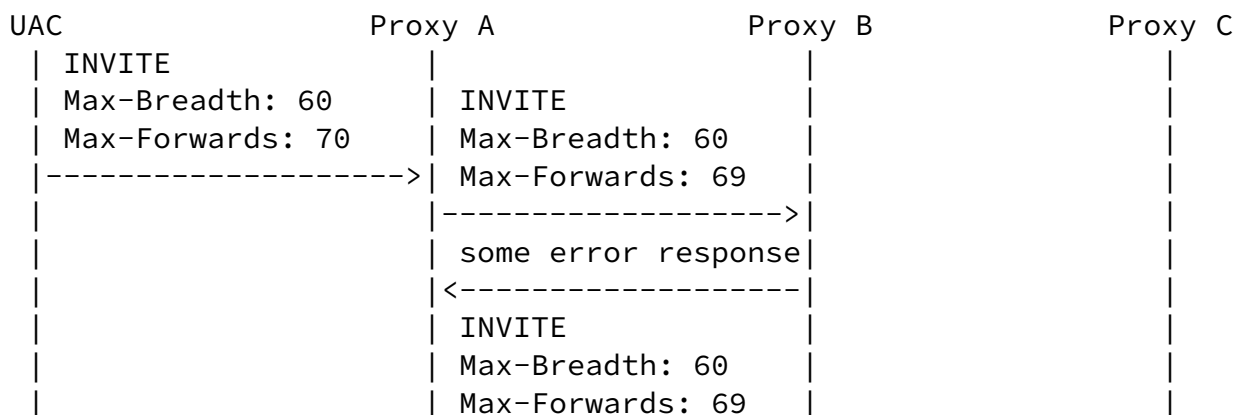 UAC Proxy A Proxy B Proxy C
| INVITE | | |
| Max-Breadth: 60 | INVITE | |
| Max-Forwards: 70 | Max-Breadth: 60 | |
|-------------------->| Max-Forwards: 69 | |
| |------------------->| |
| | some error response| |
| |<-------------------| |
| | INVITE | |
| | Max-Breadth: 60 | |
| | Max-Forwards: 69 | |